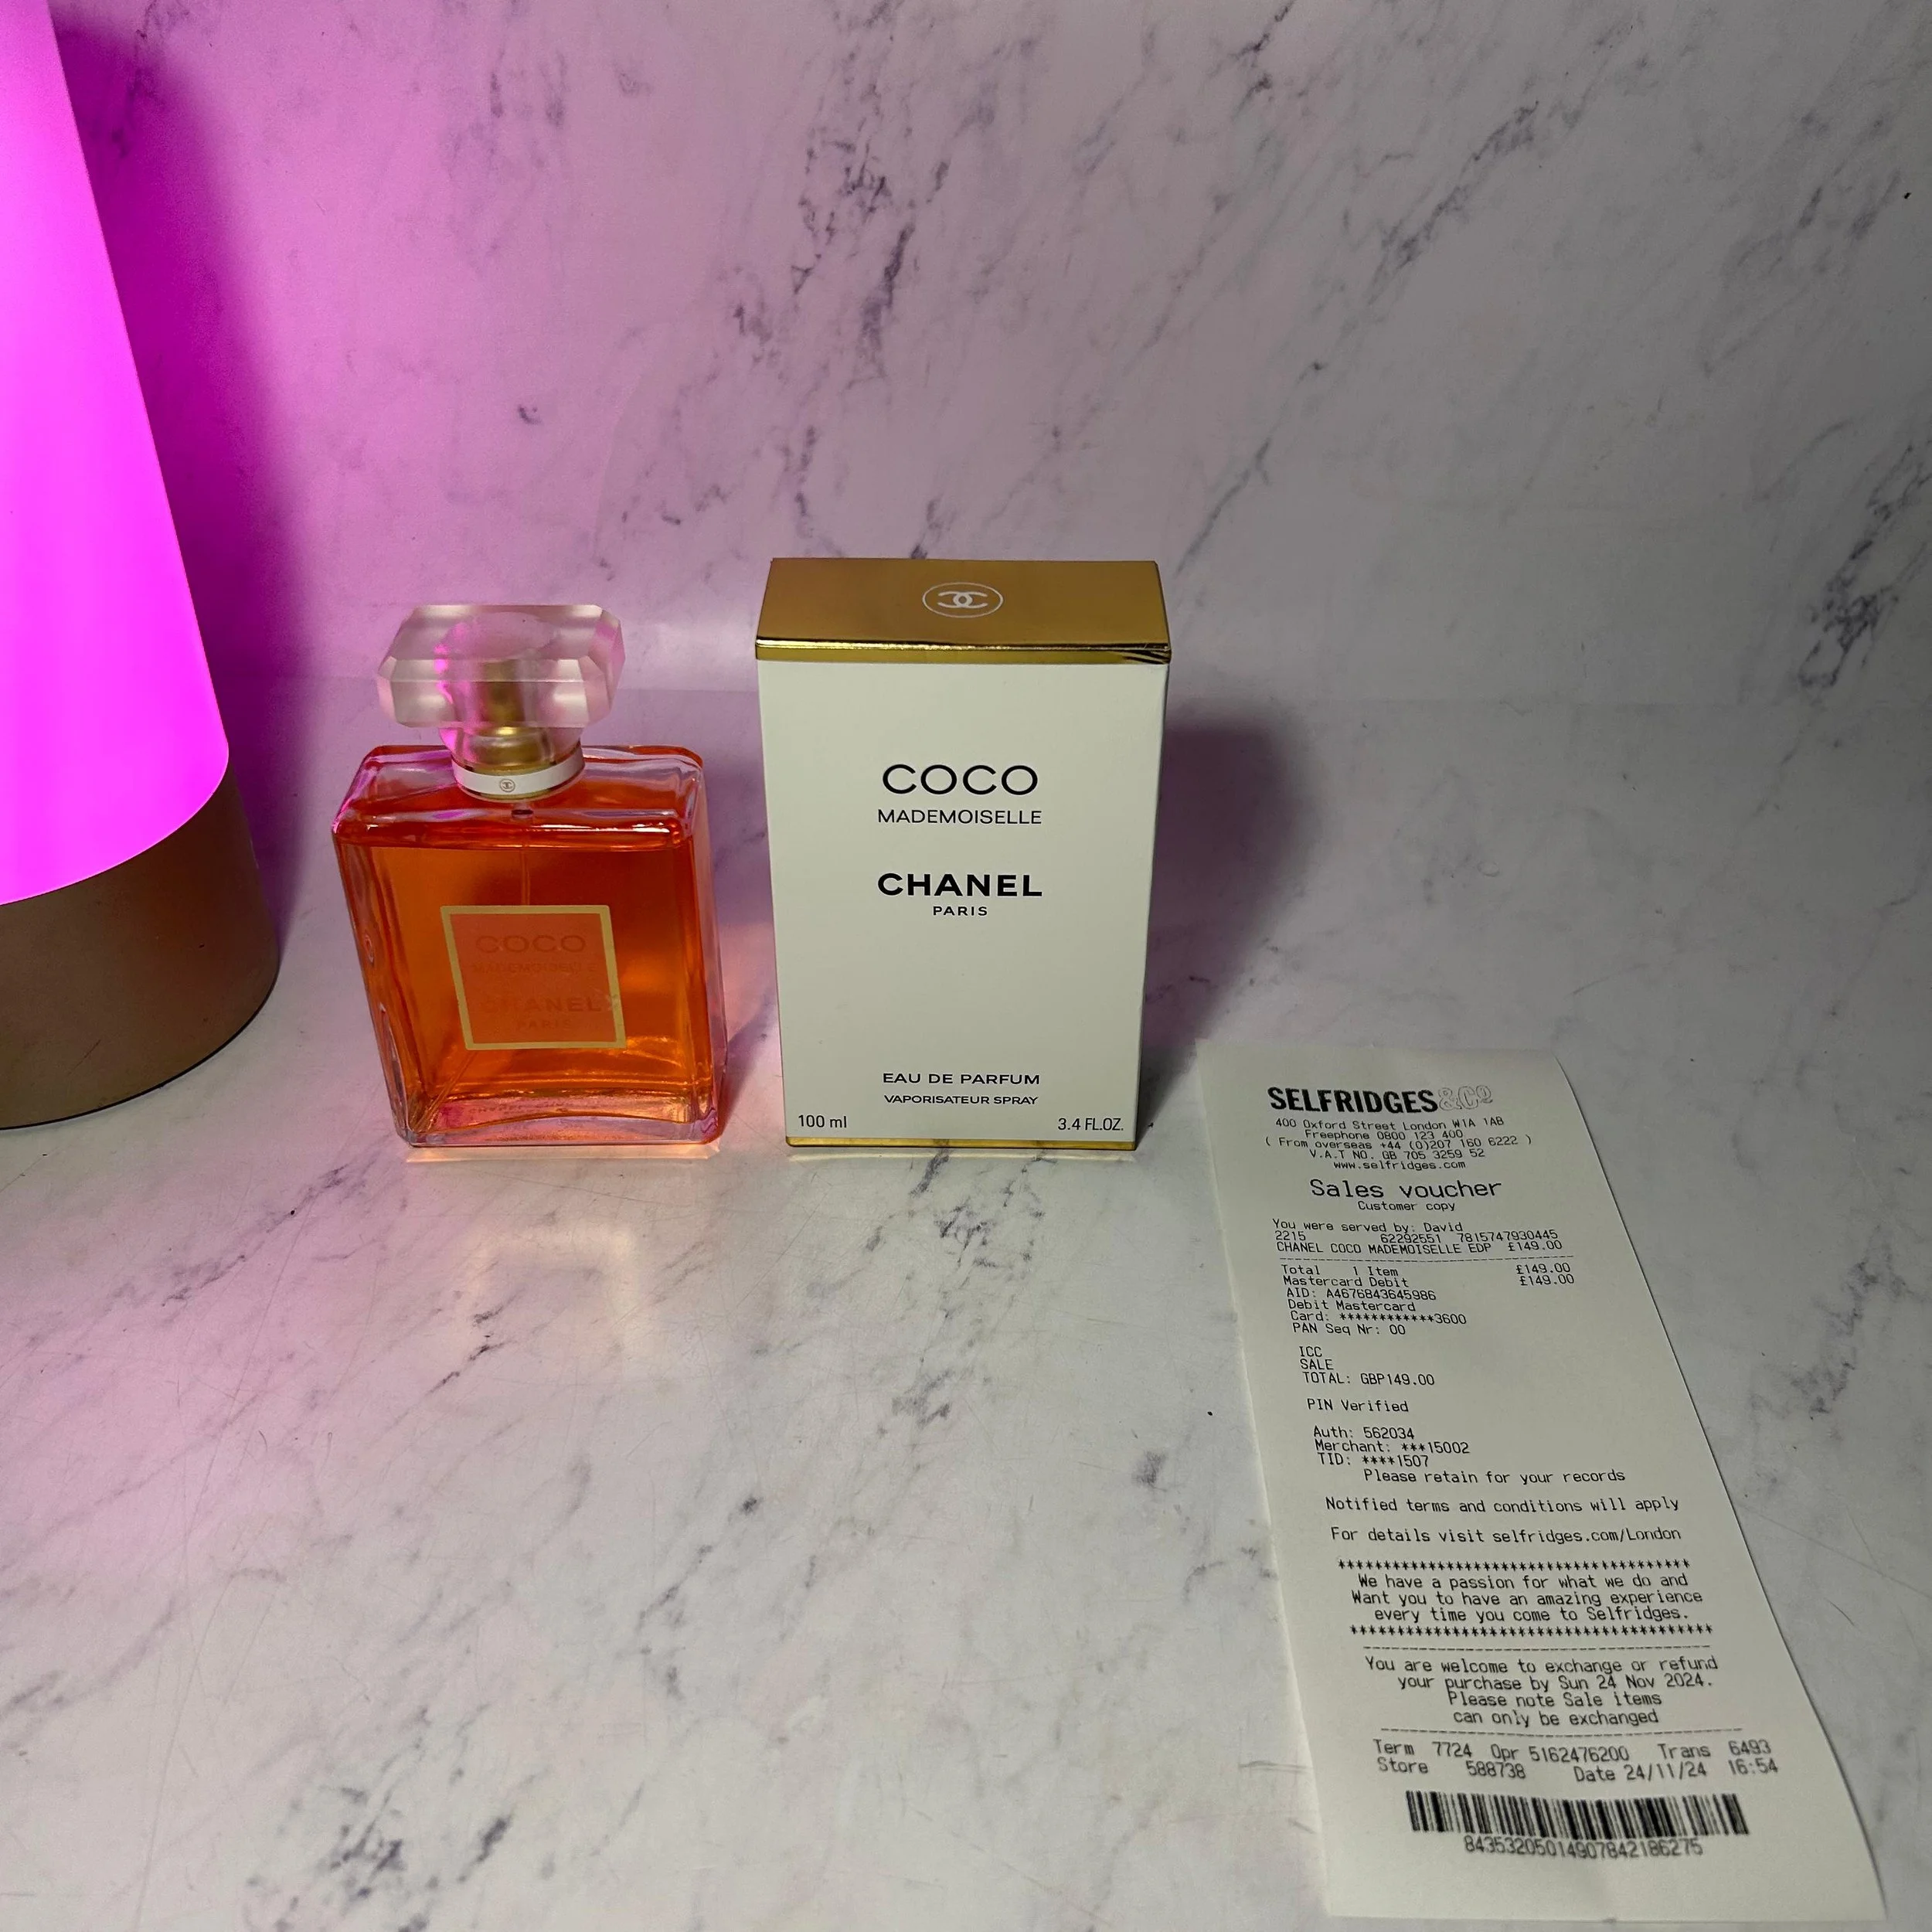 COCO
MADEMOISELLE
CHANEL
PARIS
COCO
MADEMOISELLE
CHANEL
PARIS
EAU DE PARFUM
VAPORISATEUR SPRAY
100 ml 3.4 FL.OZ.
SELFRIDGES&Co
400 Oxford Street London W1A 1AB
Freephone 0800 123 400
( From overseas +44 (0)207 160 6222 )
V.A.T NO. GB 705 3259 52
www.selfridges.com
Sales voucher
Customer copy
You were served by: David
2215 62292551 7815747930445
CHANEL COCO MADEMOISELLE EDP £149.00
Total 1 Item £149.00
Mastercard Debit £149.00
AID: A4676843645986
Debit Mastercard
Card: ************3600
PAN Seq Nr: 00
ICC
SALE
TOTAL: GBP149.00
PIN Verified
Auth: 562034
Merchant: ***15002
TID: ****1507
Please retain for your records
Notified terms and conditions will apply
For details visit selfridges.com/London
***************************************
We have a passion for what we do and
Want you to have an amazing experience
every time you come to Selfridges.
***************************************
You are welcome to exchange or refund
your purchase by Sun 24 Nov 2024.
Please note Sale items
can only be exchanged
Term 7724 Opr 5162476200 Trans 6493
Store 588738 Date 24/11/24 16:54
84353205014907842186275